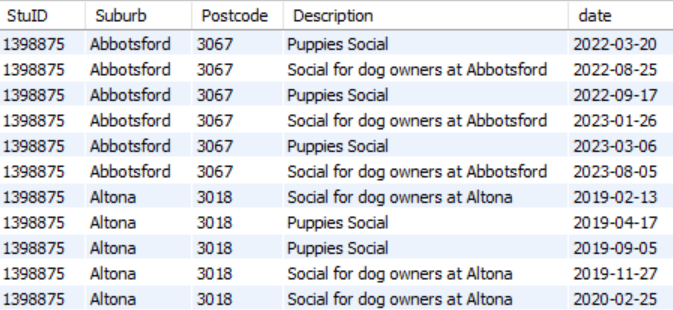 StuID Suburb Postcode Description date
1398875 Abbotsford 3067 Puppies Social 2022-03-20
1398875 Abbotsford 3067 Social for dog owners at Abbotsford 2022-08-25
1398875 Abbotsford 3067 Puppies Social 2022-09-17
1398875 Abbotsford 3067 Social for dog owners at Abbotsford 2023-01-26
1398875 Abbotsford 3067 Puppies Social 2023-03-06
1398875 Abbotsford 3067 Social for dog owners at Abbotsford 2023-08-05
1398875 Altona 3018 Social for dog owners at Altona 2019-02-13
1398875 Altona 3018 Puppies Social 2019-04-17
1398875 Altona 3018 Puppies Social 2019-09-05
1398875 Altona 3018 Social for dog owners at Altona 2019-11-27
1398875 Altona 3018 Social for dog owners at Altona 2020-02-25